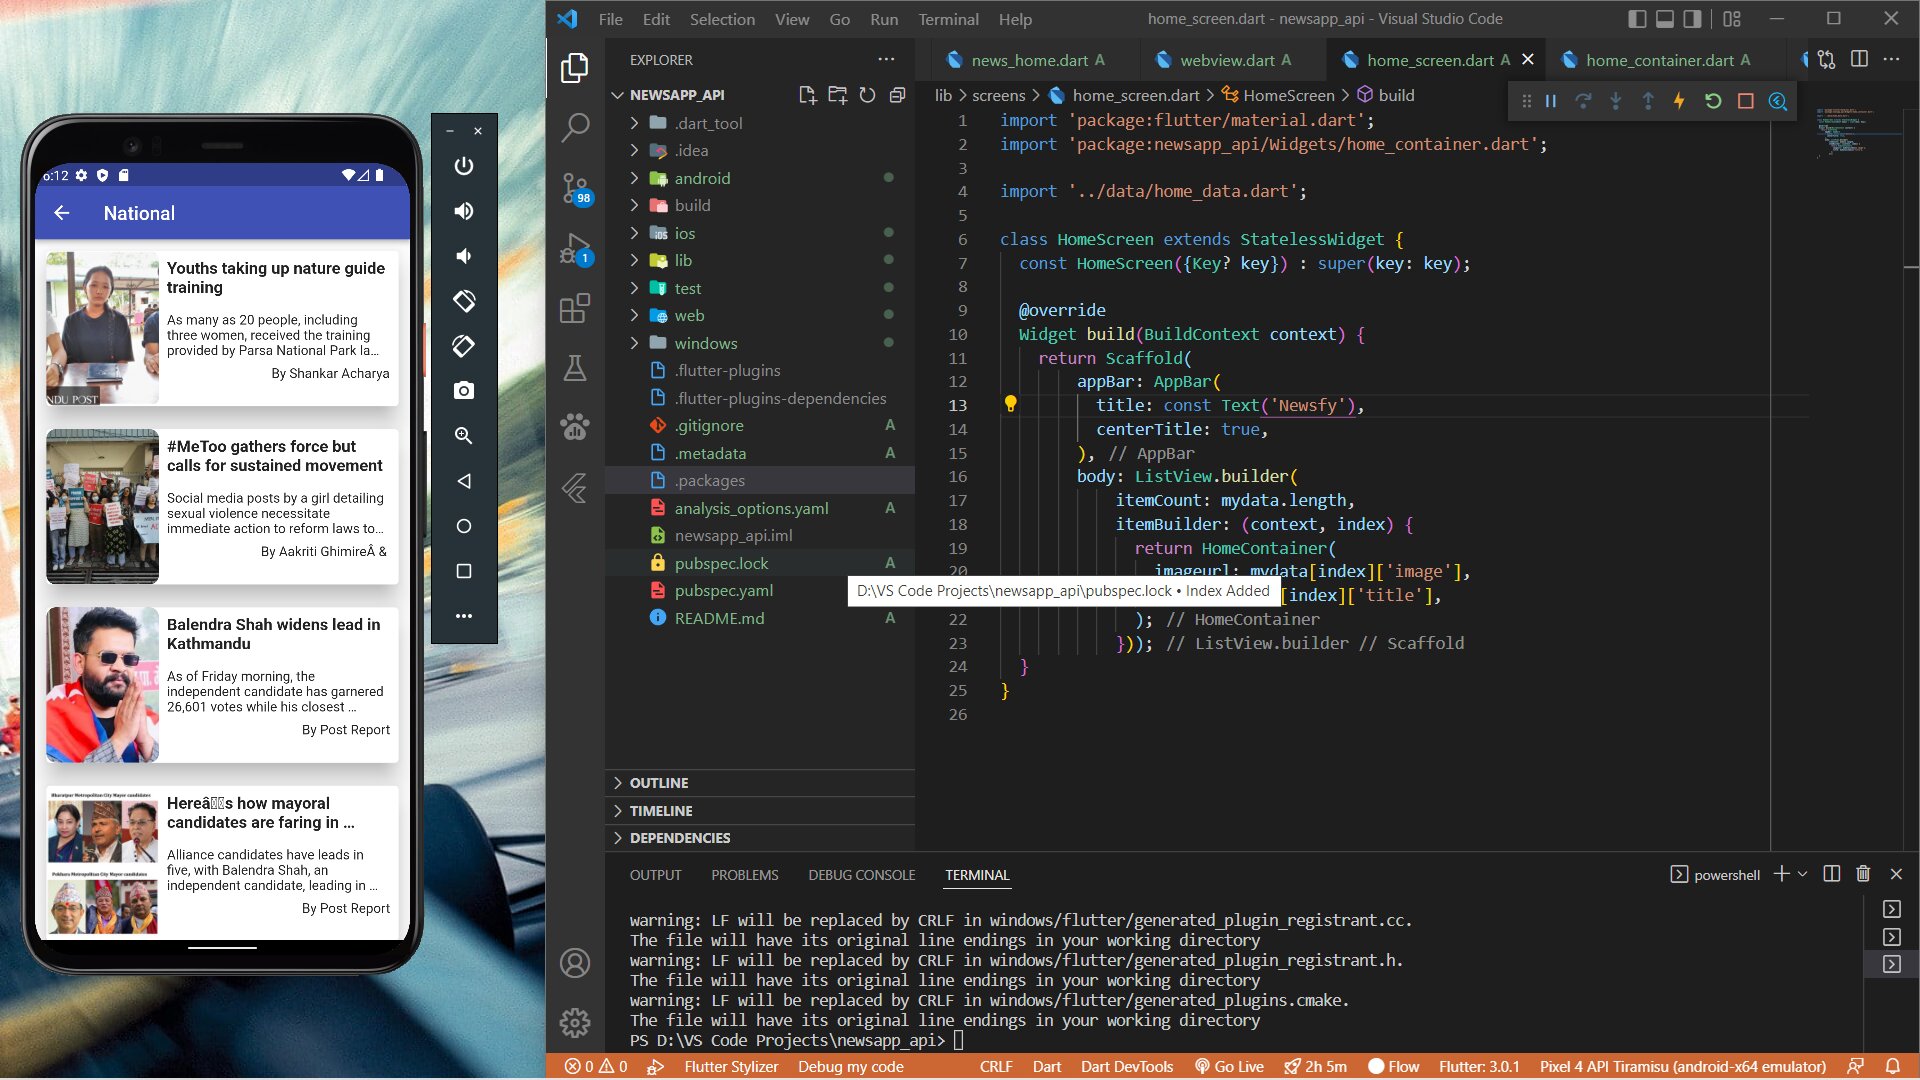 6:12
National
Youths taking up nature guide
training
As many as 20 people, including
three women, received the training
provided by Parsa National Park la...
By Shankar Acharya
NDU POST
#MeToo gathers force but
calls for sustained movement
Social media posts by a girl detailing
sexual violence necessitate
immediate action to reform laws to...
By Aakriti GhimireÂ &
Balendra Shah widens lead in
Kathmandu
As of Friday morning, the
independent candidate has garnered
26,601 votes while his closest ...
By Post Report
Bharatpur Metropolitan City Mayor candidates
Pokhara Metropolitan City Mayor candidates
Hereâs how mayoral
candidates are faring in ...
Alliance candidates have leads in
five, with Balendra Shah, an
independent candidate, leading in ...
By Post Report
File Edit Selection View Go Run Terminal Help
home_screen.dart - newsapp_api - Visual Studio Code
EXPLORER
NEWSAPP_API
.dart_tool
.idea
android
build
ios
lib
test
web
windows
.flutter-plugins
.flutter-plugins-dependencies
.gitignore A
.metadata A
.packages
analysis_options.yaml A
newsapp_api.iml
pubspec.lock A
pubspec.yaml
README.md A
OUTLINE
TIMELINE
DEPENDENCIES
98
1
news_home.dart A
webview.dart A
home_screen.dart A
home_container.dart A
lib > screens > home_screen.dart > HomeScreen > build
1 import 'package:flutter/material.dart';
2 import 'package:newsapp_api/Widgets/home_container.dart';
3
4 import '../data/home_data.dart';
5
6 class HomeScreen extends StatelessWidget {
7 const HomeScreen({Key? key}) : super(key: key);
8
9 @override
10 Widget build(BuildContext context) {
11 return Scaffold(
12 appBar: AppBar(
13 title: const Text('Newsfy'),
14 centerTitle: true,
15 ), // AppBar
16 body: ListView.builder(
17 itemCount: mydata.length,
18 itemBuilder: (context, index) {
19 return HomeContainer(
20 imageurl: mydata[index]['image'],
[index]['title'],
D:\VS Code Projects\newsapp_api\pubspec.lock • Index Added
22 ); // HomeContainer
23 })); // ListView.builder // Scaffold
24 }
25 }
26
OUTPUT PROBLEMS DEBUG CONSOLE TERMINAL
powershell
warning: LF will be replaced by CRLF in windows/flutter/generated_plugin_registrant.cc.
The file will have its original line endings in your working directory
warning: LF will be replaced by CRLF in windows/flutter/generated_plugin_registrant.h.
The file will have its original line endings in your working directory
warning: LF will be replaced by CRLF in windows/flutter/generated_plugins.cmake.
The file will have its original line endings in your working directory
PS D:\VS Code Projects\newsapp_api>
0 0 Flutter Stylizer Debug my code CRLF Dart Dart DevTools Go Live 2h 5m Flow Flutter: 3.0.1 Pixel 4 API Tiramisu (android-x64 emulator)